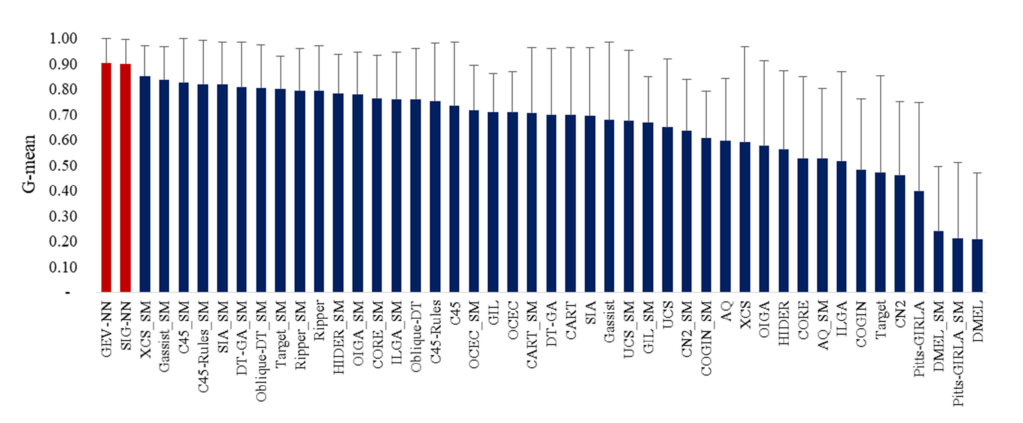 G-mean
1.00
0.90
0.80
0.70
0.60
0.50
0.40
0.30
0.20
0.10
-
GEV-NN
SIG-NN
XCS_SM
Gassist_SM
C45_SM
C45-Rules_SM
SIA_SM
DT-GA_SM
Oblique-DT_SM
Target_SM
Ripper_SM
Ripper
HIDER_SM
OIGA_SM
CORE_SM
ILGA_SM
Oblique-DT
C45-Rules
C45
OCEC_SM
GIL
OCEC
CART_SM
DT-GA
CART
SIA
Gassist
UCS_SM
GIL_SM
UCS
CN2_SM
COGIN_SM
AQ
XCS
OIGA
HIDER
CORE
AQ_SM
ILGA
COGIN
Target
CN2
Pitts-GIRLA
DMEL_SM
Pitts-GIRLA_SM
DMEL